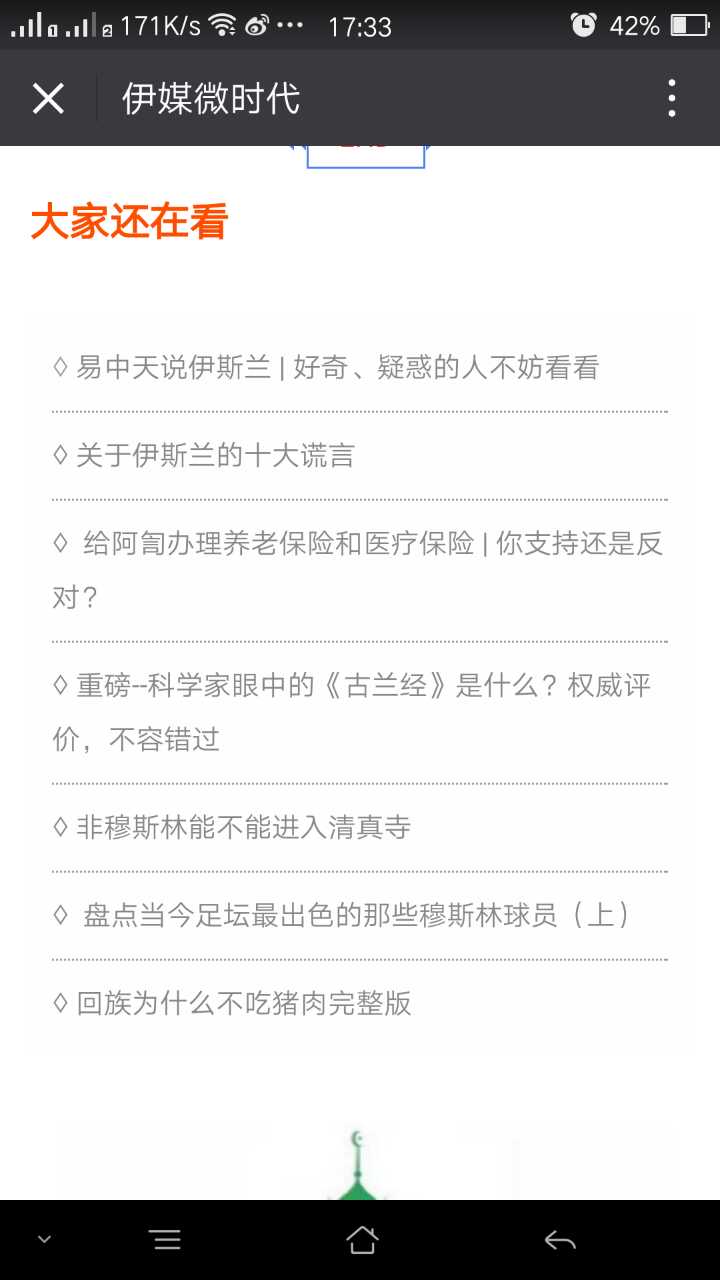 171K/s
17:33
42%
伊媒微时代
大家还在看
◊ 易中天说伊斯兰 | 好奇、疑惑的人不妨看看
◊ 关于伊斯兰的十大谎言
◊ 给阿訇办理养老保险和医疗保险 | 你支持还是反
对?
◊ 重磅--科学家眼中的《古兰经》是什么? 权威评
价，不容错过
◊ 非穆斯林能不能进入清真寺
◊ 盘点当今足坛最出色的那些穆斯林球员（上）
◊ 回族为什么不吃猪肉完整版